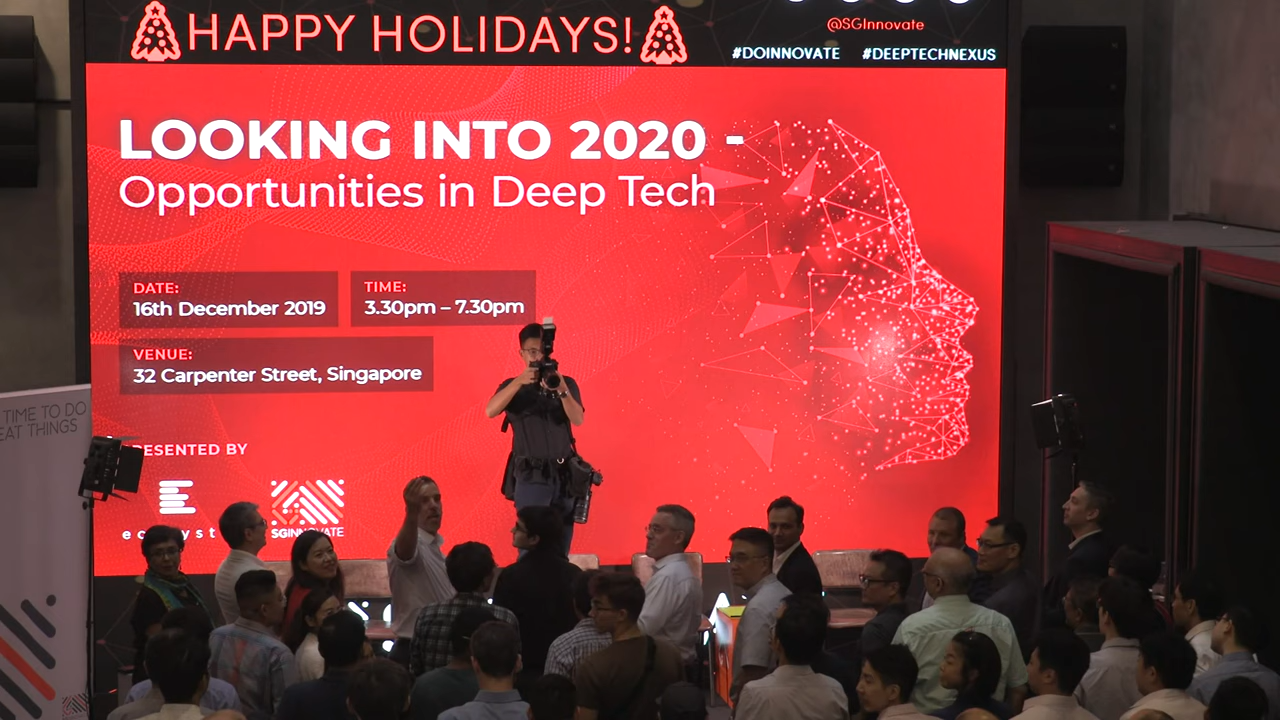 HAPPY HOLIDAYS!
@SGInnovate
#DOINNOVATE #DEEPTECHNEXUS
LOOKING INTO 2020 -
Opportunities in Deep Tech
DATE:
16th December 2019
TIME:
3.30pm – 7.30pm
VENUE:
32 Carpenter Street, Singapore
ESENTED BY
SGINNOVATE
TIME TO DO
EAT THINGS